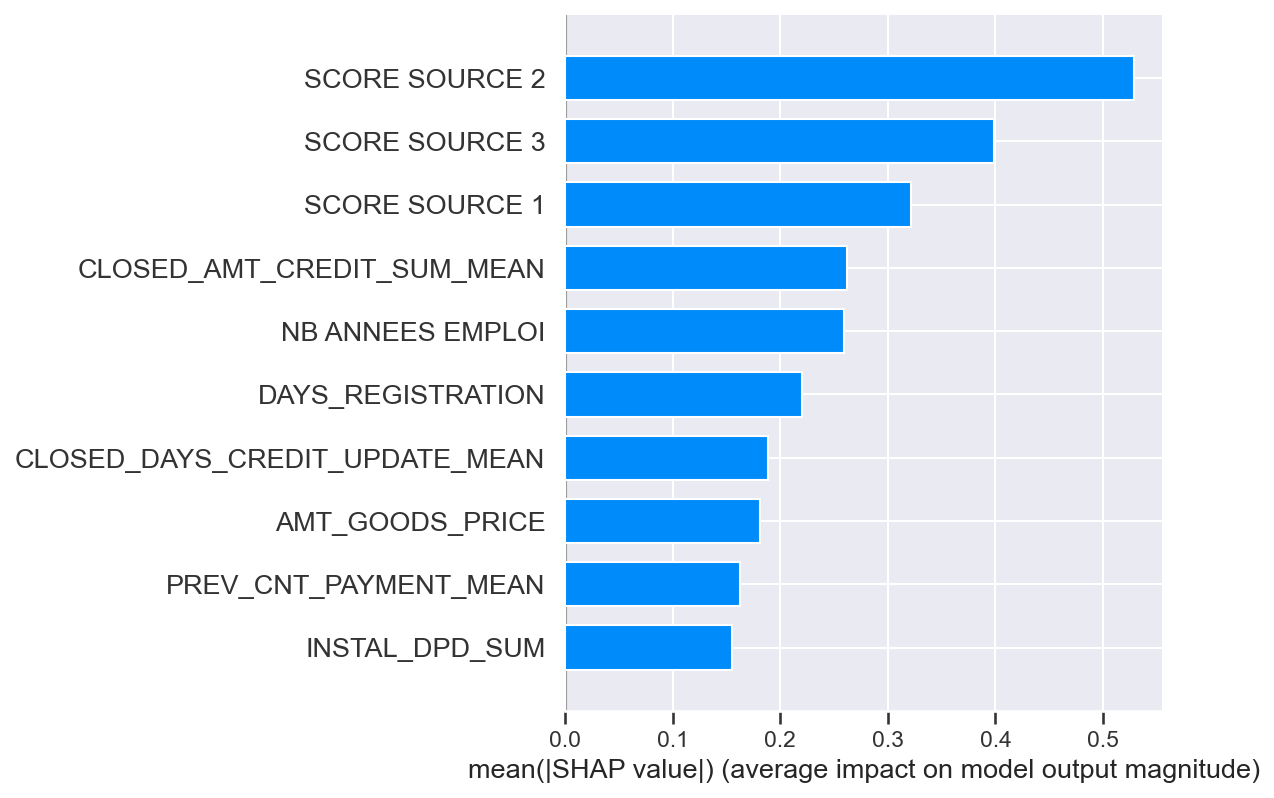 SCORE SOURCE 2
SCORE SOURCE 3
SCORE SOURCE 1
CLOSED_AMT_CREDIT_SUM_MEAN
NB ANNEES EMPLOI
DAYS_REGISTRATION
CLOSED_DAYS_CREDIT_UPDATE_MEAN
AMT_GOODS_PRICE
PREV_CNT_PAYMENT_MEAN
INSTAL_DPD_SUM
0.0 0.1 0.2 0.3 0.4 0.5
mean(|SHAP value|) (average impact on model output magnitude)